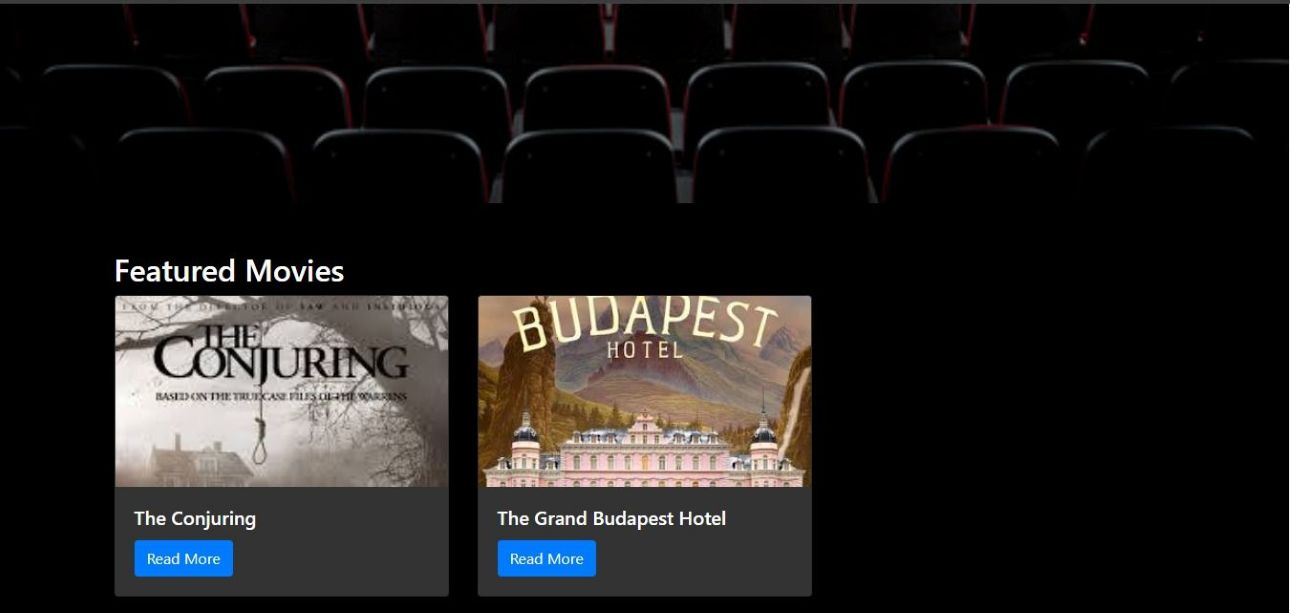 Featured Movies
FROM THE DIRECTOR OF SAW AND INSIDIOUS
THE
CONJURING
BASED ON THE TRUE CASE FILES OF THE WARRENS
BUDAPEST
HOTEL
The Conjuring
The Grand Budapest Hotel
Read More
Read More